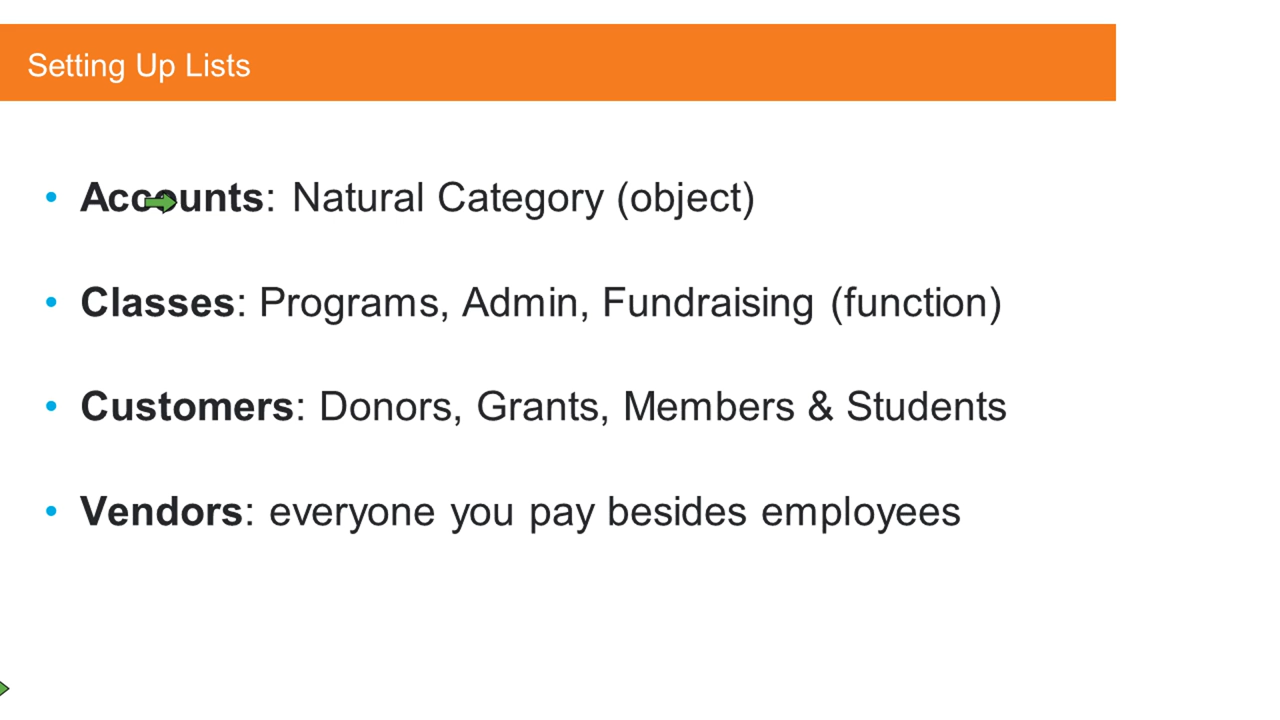 Setting Up Lists
• Accounts: Natural Category (object)
• Classes: Programs, Admin, Fundraising (function)
• Customers: Donors, Grants, Members & Students
• Vendors: everyone you pay besides employees